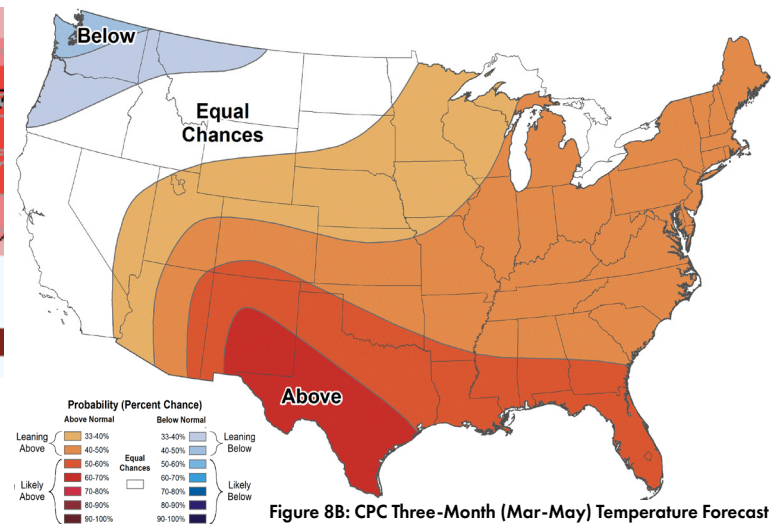 Below
Equal
Chances
Above
Probability (Percent Chance)
Above Normal Below Normal
Leaning
Above
33-40%
40-50%
Likely
Above
50-60%
60-70%
70-80%
80-90%
90-100%
Equal
Chances
33-40%
40-50%
Leaning
Below
50-60%
60-70%
70-80%
80-90%
90-100%
Likely
Below
Figure 8B: CPC Three-Month (Mar-May) Temperature Forecast